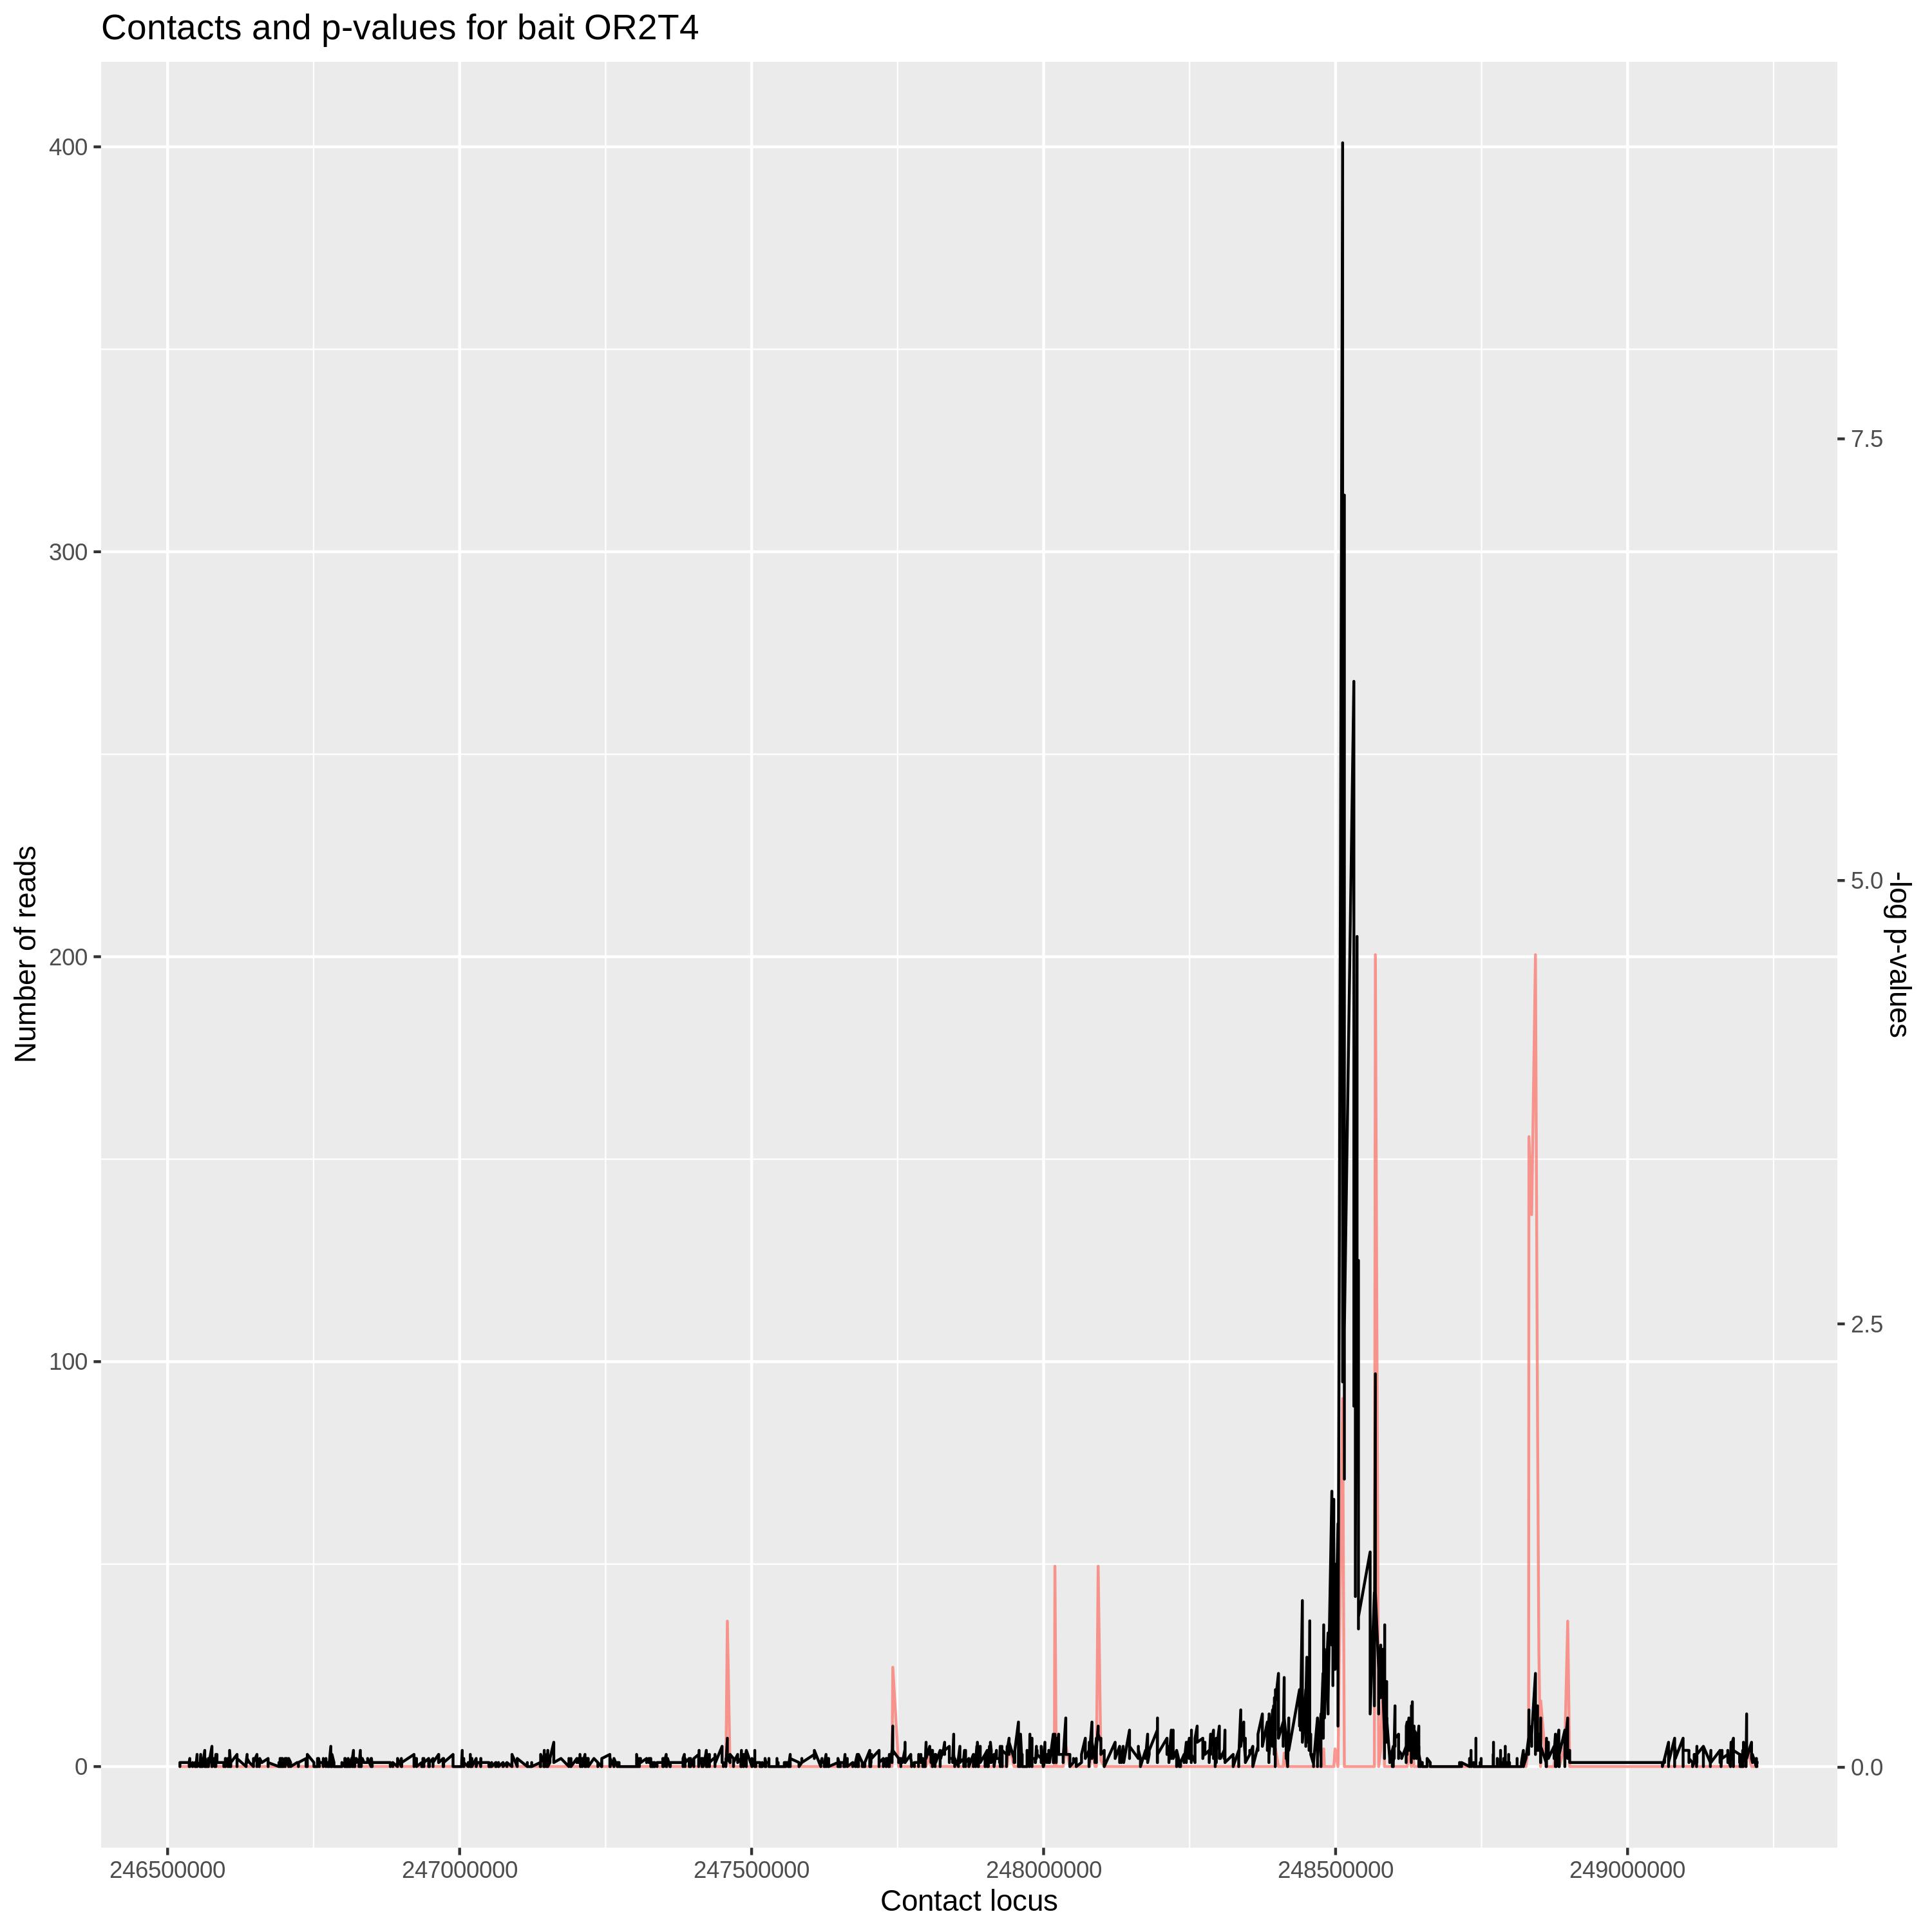 Contacts and p-values for bait OR2T4
400
300
200
100
0
Number of reads
7.5
5.0
2.5
0.0
-log p-values
246500000 247000000 247500000 248000000 248500000 249000000
Contact locus